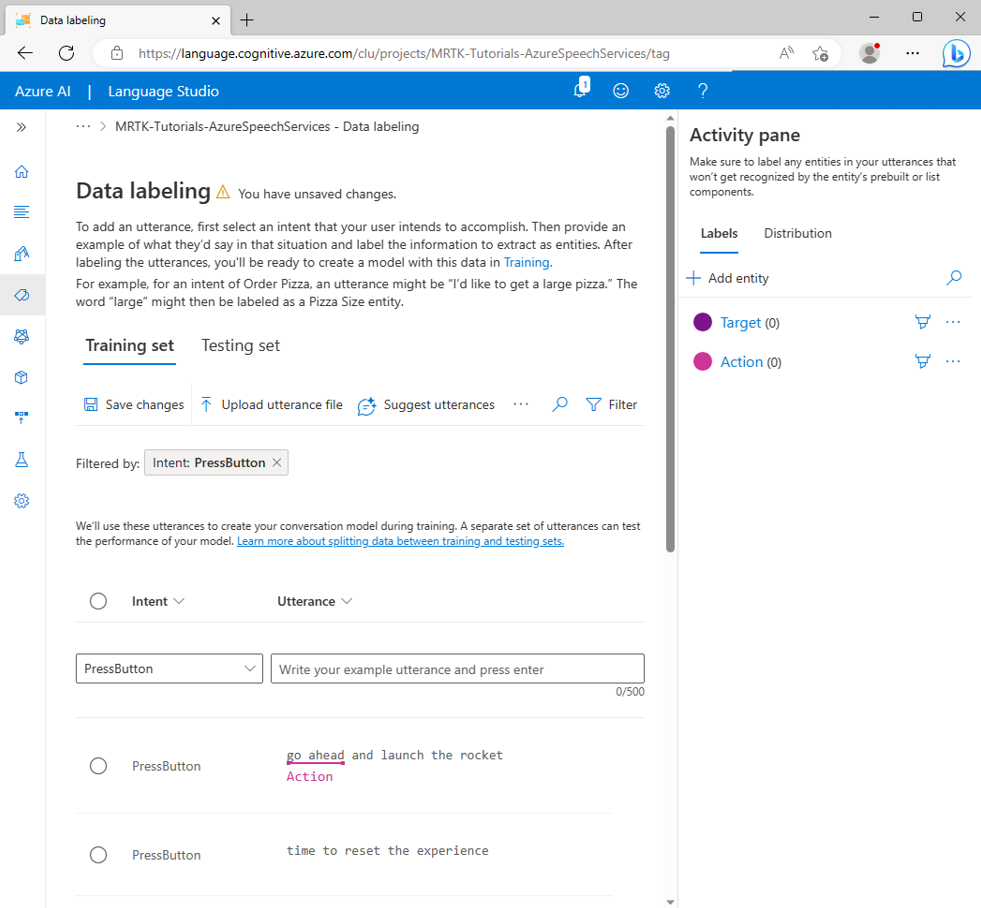 Data labeling
https://language.cognitive.azure.com/clu/projects/MRTK-Tutorials-AzureSpeechServices/tag
Azure AI | Language Studio
1
··· > MRTK-Tutorials-AzureSpeechServices - Data labeling
Data labeling You have unsaved changes.
To add an utterance, first select an intent that your user intends to accomplish. Then provide an
example of what they'd say in that situation and label the information to extract as entities. After
labeling the utterances, you'll be ready to create a model with this data in Training.
For example, for an intent of Order Pizza, an utterance might be “I'd like to get a large pizza.” The
word “large” might then be labeled as a Pizza Size entity.
Training set Testing set
Save changes Upload utterance file Suggest utterances ··· Filter
Filtered by: Intent: PressButton
We'll use these utterances to create your conversation model during training. A separate set of utterances can test
the performance of your model. Learn more about splitting data between training and testing sets.
Intent Utterance
PressButton Write your example utterance and press enter
0/500
PressButton go ahead and launch the rocket
Action
PressButton time to reset the experience
Activity pane
Make sure to label any entities in your utterances that
won't get recognized by the entity's prebuilt or list
components.
Labels Distribution
Add entity
Target (0)
Action (0)